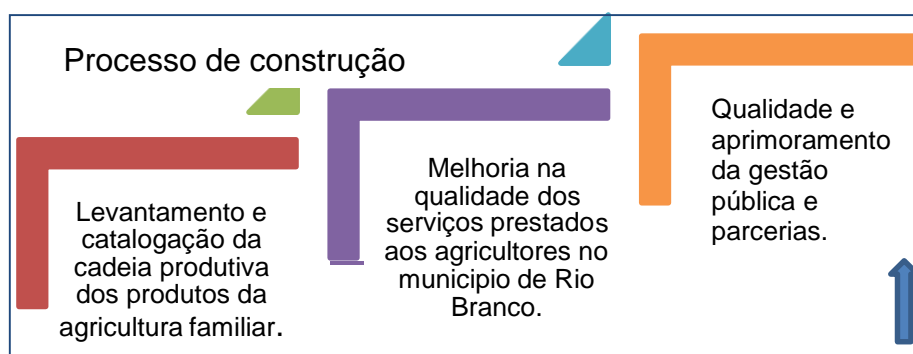 Processo de construção
Levantamento e
catalogação da
cadeia produtiva
dos produtos da
agricultura familiar.
Melhoria na
qualidade dos
serviços prestados
aos agricultores no
municipio de Rio
Branco.
Qualidade e
aprimoramento
da gestão
pública e
parcerias.